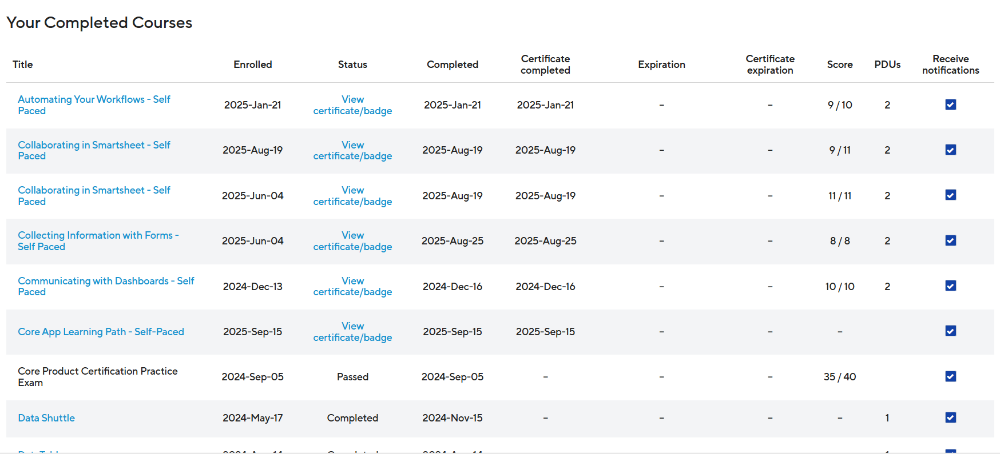 Your Completed Courses
Title Enrolled Status Completed Certificate completed Expiration Certificate expiration Score PDUs Receive notifications
Automating Your Workflows - Self Paced 2025-Jan-21 View certificate/badge 2025-Jan-21 2025-Jan-21 – – 9 / 10 2
Collaborating in Smartsheet - Self Paced 2025-Aug-19 View certificate/badge 2025-Aug-19 2025-Aug-19 – – 9 / 11 2
Collaborating in Smartsheet - Self Paced 2025-Jun-04 View certificate/badge 2025-Aug-19 2025-Aug-19 – – 11 / 11 2
Collecting Information with Forms - Self Paced 2025-Jun-04 View certificate/badge 2025-Aug-25 2025-Aug-25 – – 8 / 8 2
Communicating with Dashboards - Self Paced 2024-Dec-13 View certificate/badge 2024-Dec-16 2024-Dec-16 – – 10 / 10 2
Core App Learning Path - Self-Paced 2025-Sep-15 View certificate/badge 2025-Sep-15 2025-Sep-15 – – –
Core Product Certification Practice Exam 2024-Sep-05 Passed 2024-Sep-05 – – – 35 / 40
Data Shuttle 2024-May-17 Completed 2024-Nov-15 – – – – 1